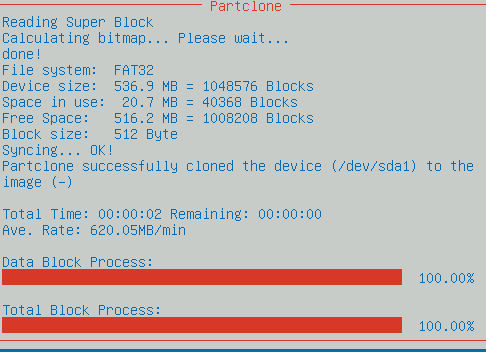 Partclone
Reading Super Block
Calculating bitmap... Please wait...
done!
File system:  FAT32
Device size:  536.9 MB = 1048576 Blocks
Space in use:  20.7 MB = 40368 Blocks
Free Space:   516.2 MB = 1008208 Blocks
Block size:   512 Byte
Syncing... OK!
Partclone successfully cloned the device (/dev/sda1) to the
image (-)
Total Time: 00:00:02 Remaining: 00:00:00
Ave. Rate: 620.05MB/min
Data Block Process:
100.00%
Total Block Process:
100.00%